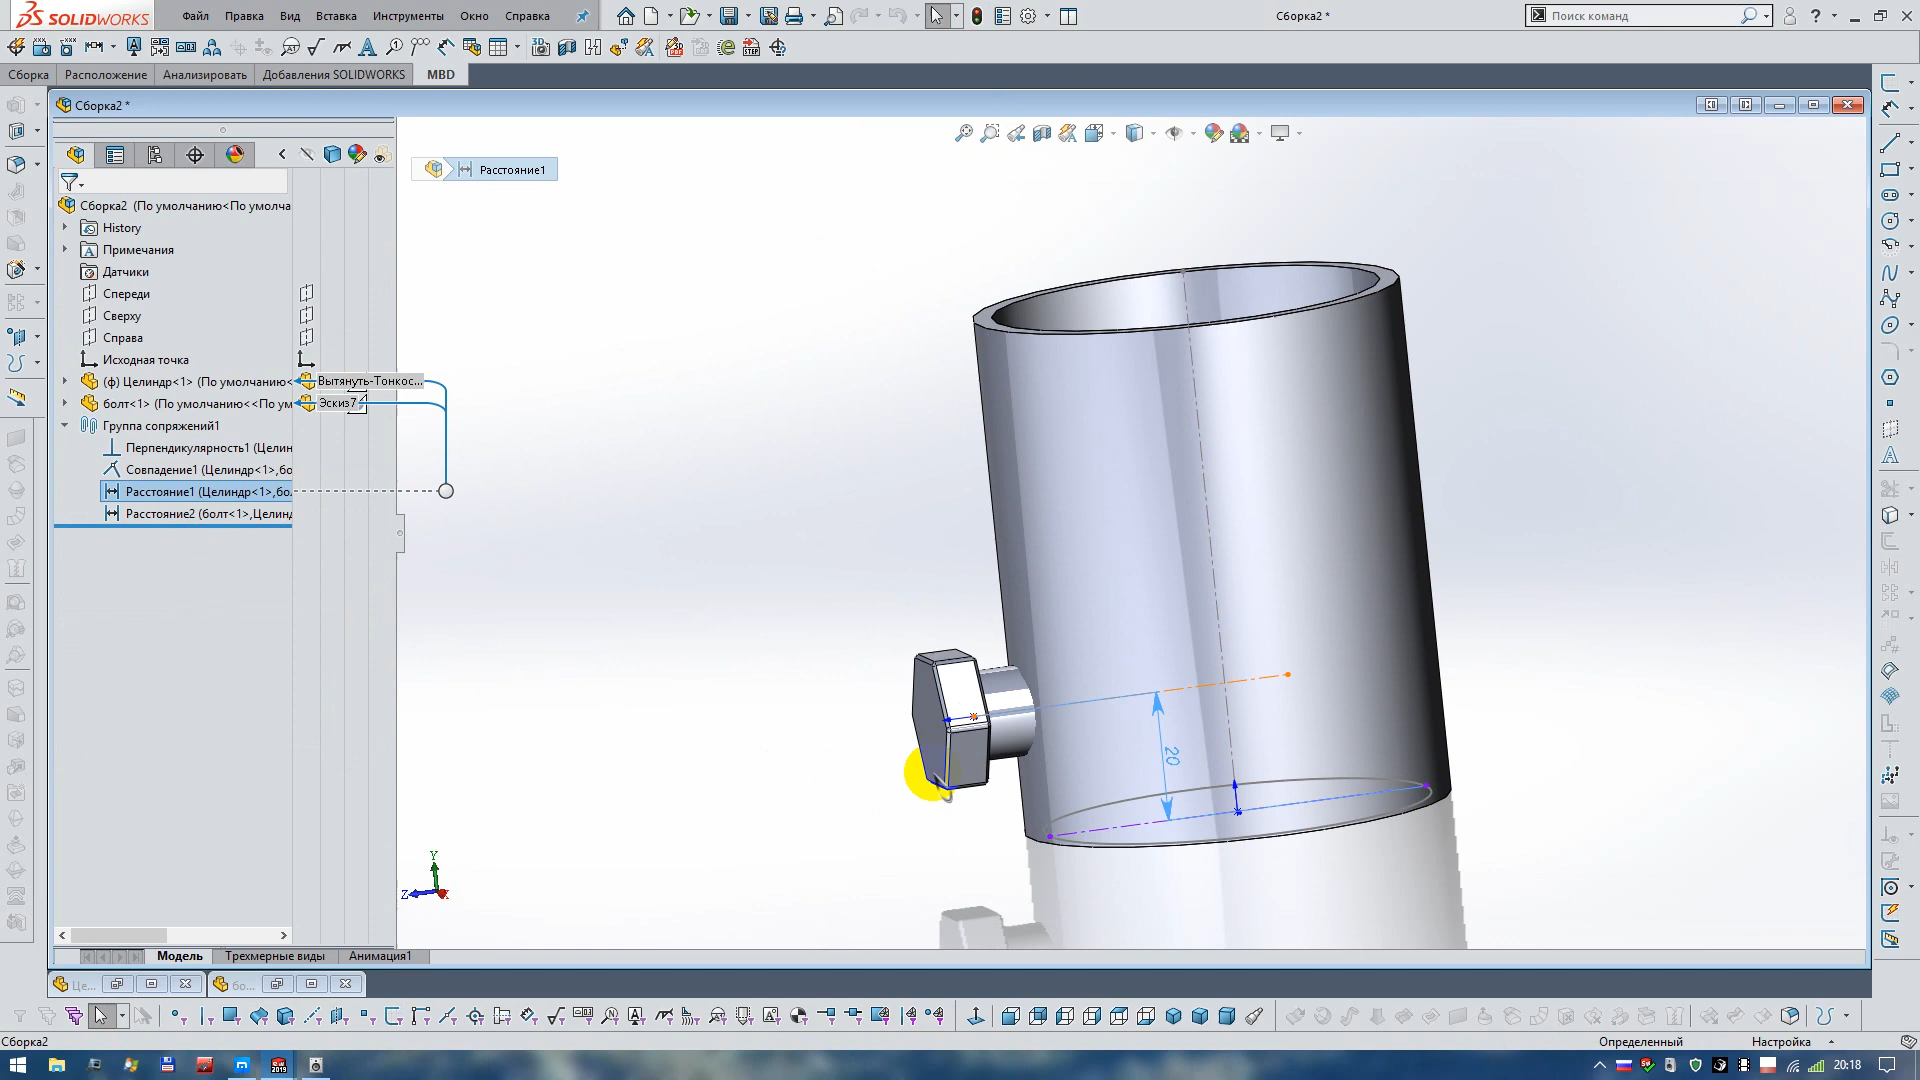 SOLIDWORKS
Файл Правка Вид Вставка Инструменты Окно Справка
Сборка2 *
Поиск команд
Сборка Расположение Анализировать Добавления SOLIDWORKS MBD
Сборка2 *
Расстояние1
Сборка2 (По умолчанию<По умолча
History
Примечания
Датчики
Спереди
Сверху
Справа
Исходная точка
(ф) Цилиндр<1> (По умолчанию<
Вытянуть-Тонкос...
болт<1> (По умолчанию<<По ум
Эскиз7
Группа сопряжений1
Перпендикулярность1 (Цилин
Совпадение1 (Цилиндр<1>,бо
Расстояние1 (Цилиндр<1>,бо
Расстояние2 (болт<1>,Цилинд
20
Y
Z
X
Модель Трехмерные виды Анимация1
Це...
бо...
Сборка2
Определенный
Настройка
20:18